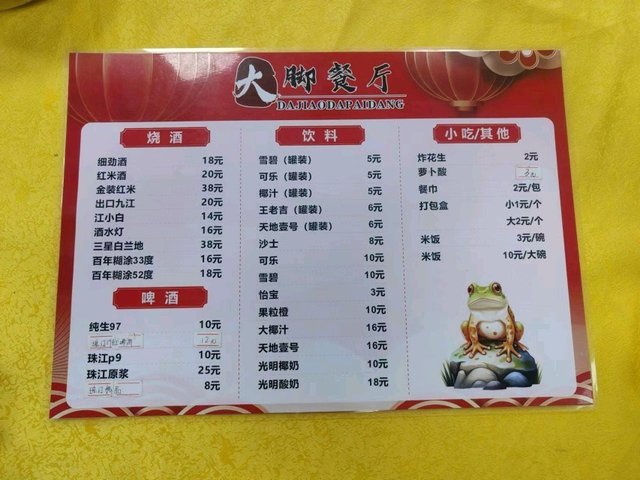 大脚餐厅
DAJIAODAPAIDANG
烧酒
细劲酒 18元
红米酒 20元
金装红米 38元
出口九江 20元
江小白 14元
酒水灯 16元
三星白兰地 38元
百年糊涂33度 16元
百年糊涂52度 18元
啤酒
纯生97 10元
12元
珠江p9 10元
珠江原浆 25元
8元
饮料
雪碧（罐装） 5元
可乐（罐装） 5元
椰汁（罐装） 5元
王老吉（罐装） 6元
天地壹号（罐装） 6元
沙士 8元
可乐 10元
雪碧 10元
怡宝 3元
果粒橙 10元
大椰汁 16元
天地壹号 16元
光明椰奶 10元
光明酸奶 18元
小吃/其他
炸花生 2元
萝卜酸
餐巾 2元/包
打包盒 小1元/个
大2元/个
米饭 3元/碗
米饭 10元/大碗